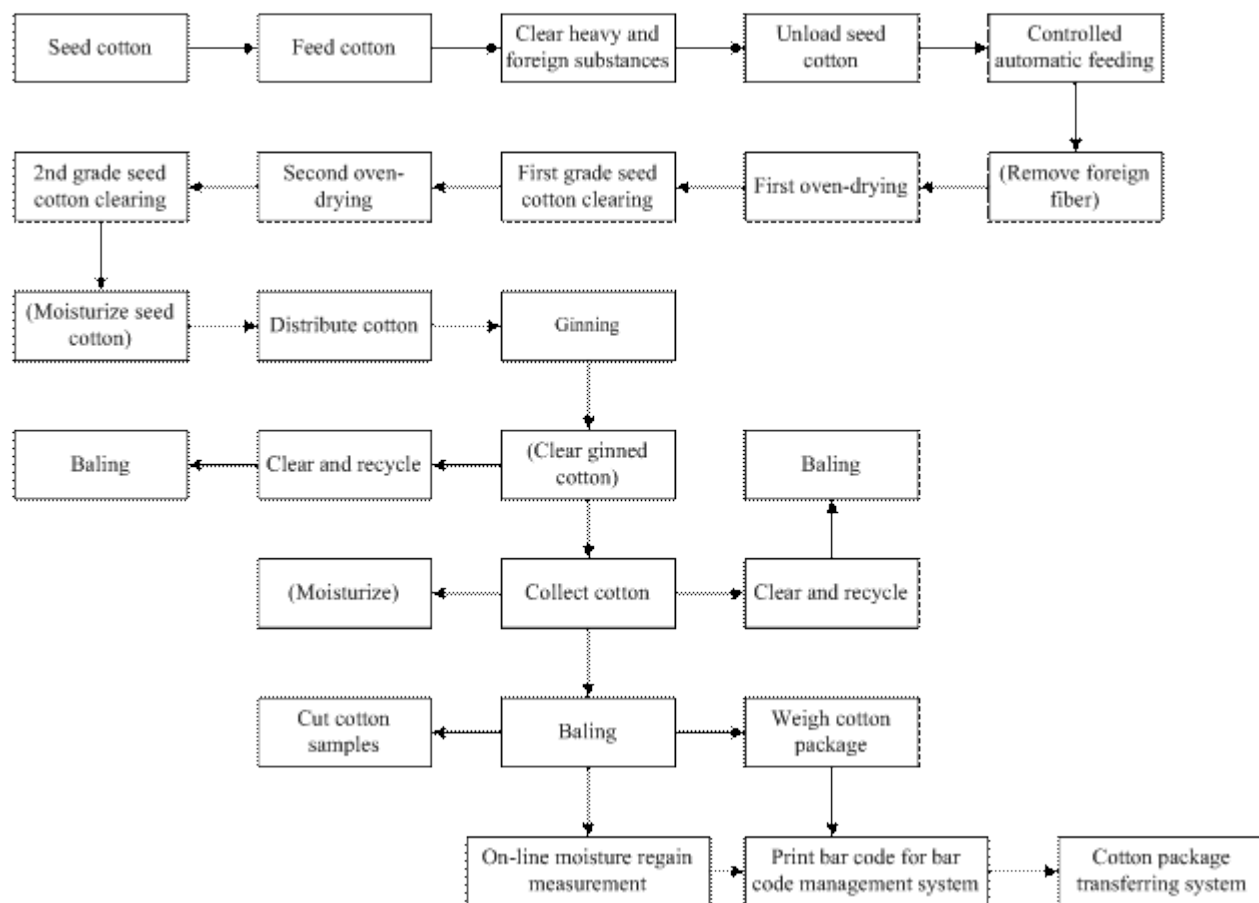 Seed cotton
Feed cotton
Clear heavy and
foreign substances
Unload seed
cotton
Controlled
automatic feeding
2nd grade seed
cotton clearing
Second oven-
drying
First grade seed
cotton clearing
First oven-drying
(Remove foreign
fiber)
(Moisturize seed
cotton)
Distribute cotton
Ginning
Baling
Clear and recycle
(Clear ginned
cotton)
Baling
(Moisturize)
Collect cotton
Clear and recycle
Cut cotton
samples
Baling
Weigh cotton
package
On-line moisture regain
measurement
Print bar code for bar
code management system
Cotton package
transferring system